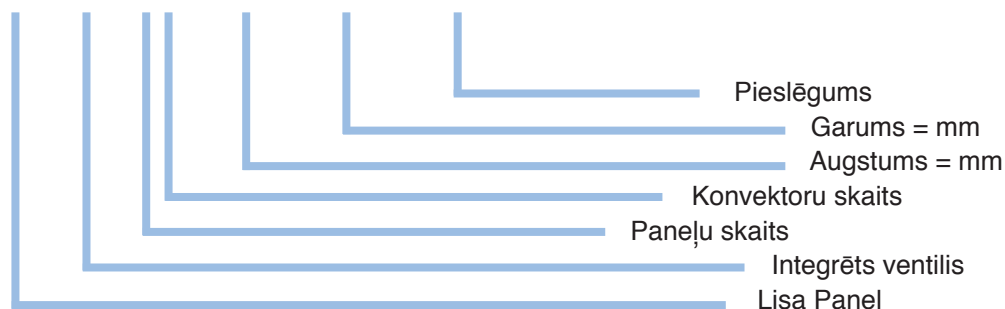 Pieslēgums
Garums = mm
Augstums = mm
Konvektoru skaits
Paneļu skaits
Integrēts ventilis
Lisa Panel